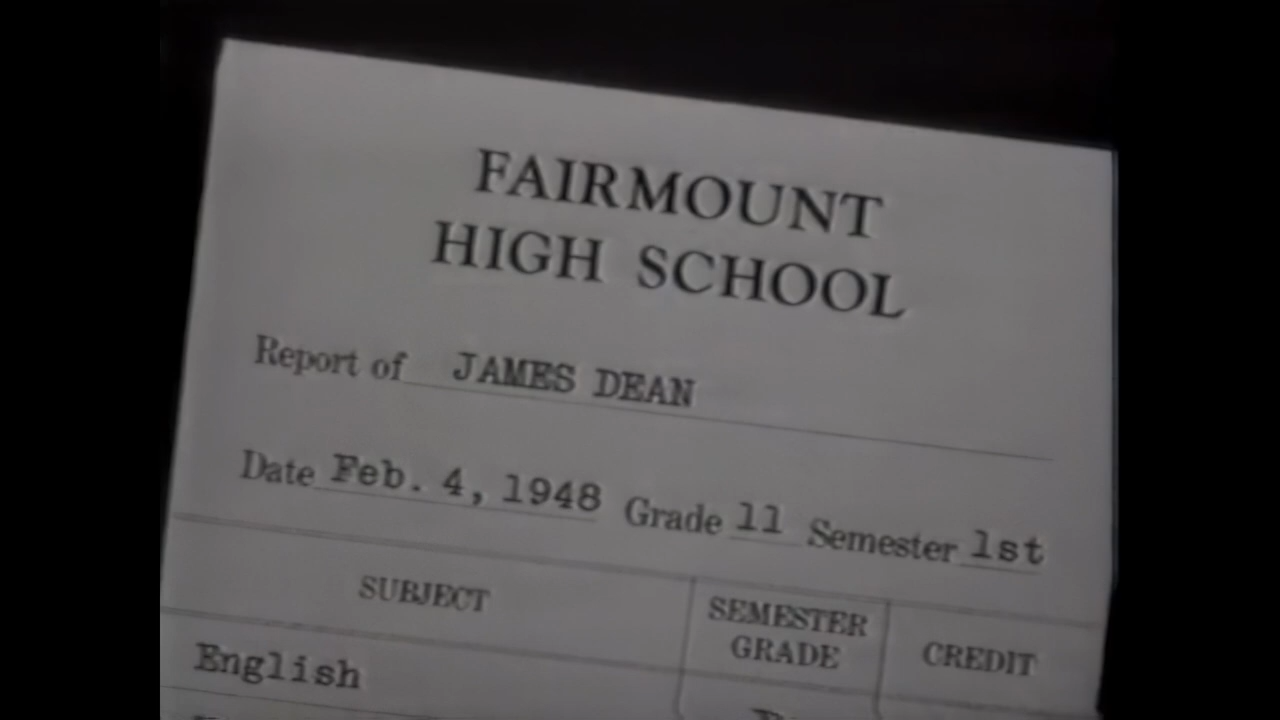 FAIRMOUNT
HIGH SCHOOL
Report of JAMES DEAN
Date Feb. 4, 1948 Grade 11 Semester 1st
SUBJECT SEMESTER GRADE CREDIT
English